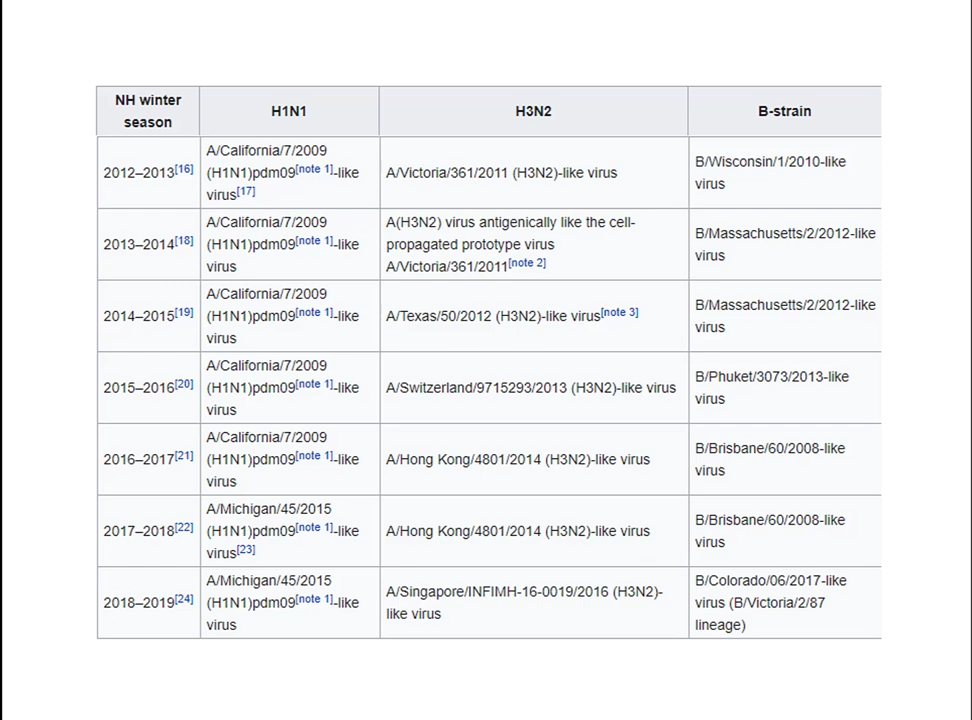 NH winter
season
H1N1
H3N2
B-strain
2012–2013[16]
A/California/7/2009
(H1N1)pdm09[note 1]-like
virus[17]
A/Victoria/361/2011 (H3N2)-like virus
B/Wisconsin/1/2010-like
virus
2013–2014[18]
A/California/7/2009
(H1N1)pdm09[note 1]-like
virus
A(H3N2) virus antigenically like the cell-
propagated prototype virus
A/Victoria/361/2011[note 2]
B/Massachusetts/2/2012-like
virus
2014–2015[19]
A/California/7/2009
(H1N1)pdm09[note 1]-like
virus
A/Texas/50/2012 (H3N2)-like virus[note 3]
B/Massachusetts/2/2012-like
virus
2015–2016[20]
A/California/7/2009
(H1N1)pdm09[note 1]-like
virus
A/Switzerland/9715293/2013 (H3N2)-like virus
B/Phuket/3073/2013-like
virus
2016–2017[21]
A/California/7/2009
(H1N1)pdm09[note 1]-like
virus
A/Hong Kong/4801/2014 (H3N2)-like virus
B/Brisbane/60/2008-like
virus
2017–2018[22]
A/Michigan/45/2015
(H1N1)pdm09[note 1]-like
virus[23]
A/Hong Kong/4801/2014 (H3N2)-like virus
B/Brisbane/60/2008-like
virus
2018–2019[24]
A/Michigan/45/2015
(H1N1)pdm09[note 1]-like
virus
A/Singapore/INFIMH-16-0019/2016 (H3N2)-
like virus
B/Colorado/06/2017-like
virus (B/Victoria/2/87
lineage)